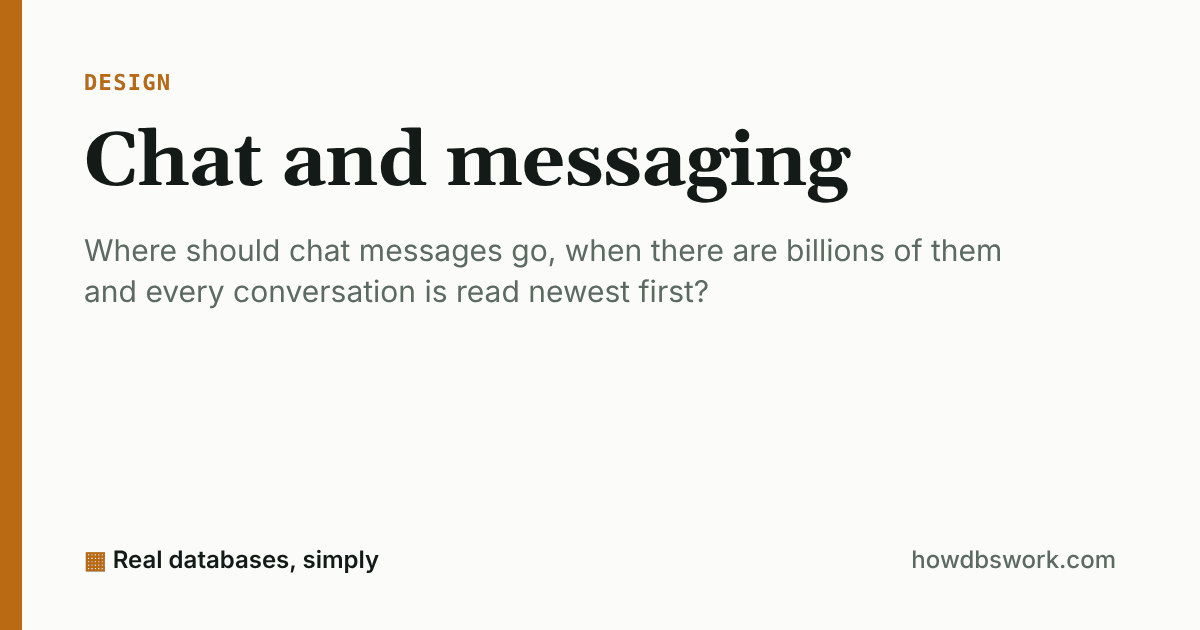 DESIGN
Chat and messaging
Where should chat messages go, when there are billions of them
and every conversation is read newest first?
Real databases, simply
howdbswork.com